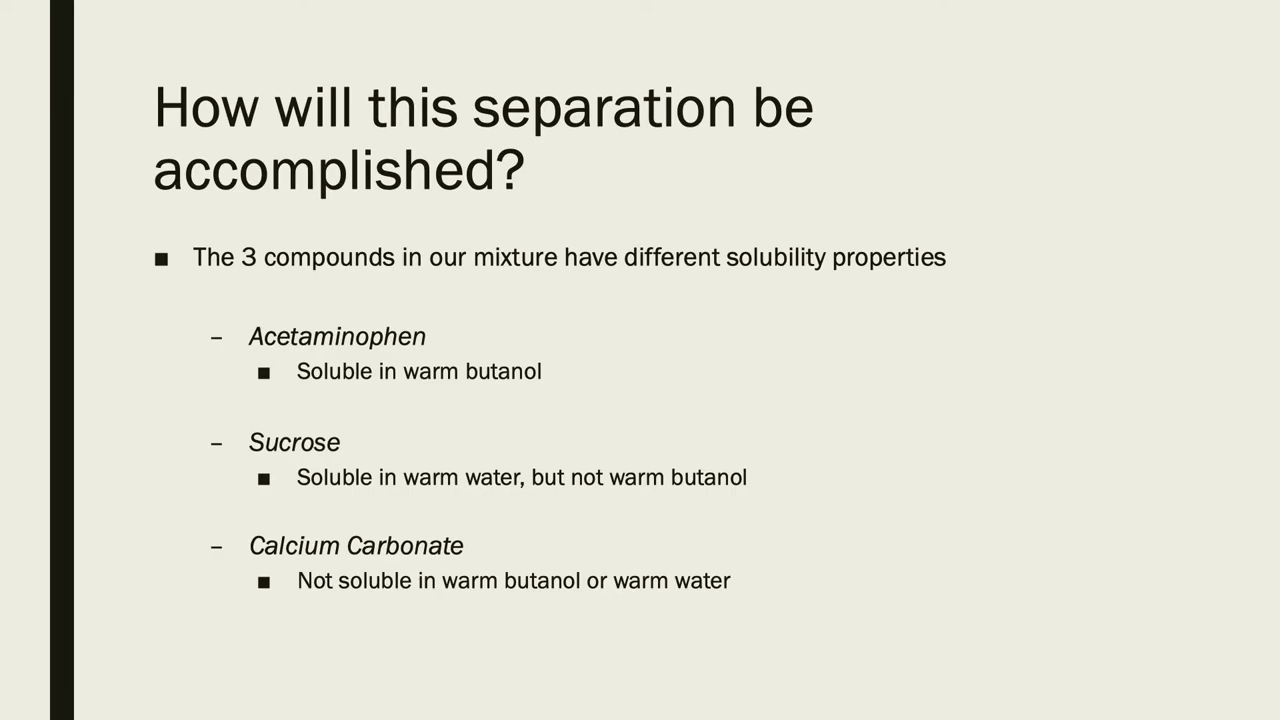 How will this separation be
accomplished?
■ The 3 compounds in our mixture have different solubility properties
– Acetaminophen
■ Soluble in warm butanol
– Sucrose
■ Soluble in warm water, but not warm butanol
– Calcium Carbonate
■ Not soluble in warm butanol or warm water